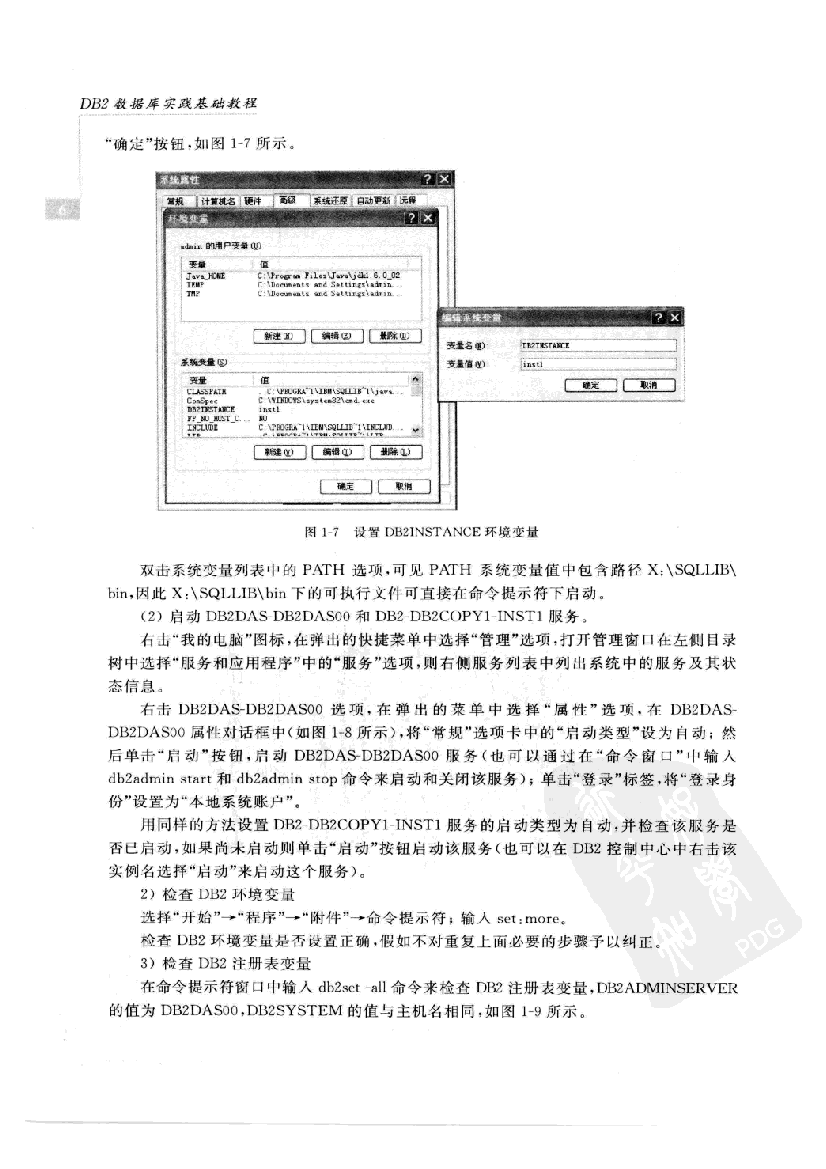 DB2 数据库实践基础教程
“确定”按钮,如图 1-7 所示。
6
系统属性
常规 计算机名 硬件 高级 系统还原 自动更新 远程
环境变量
admin 的用户变量(U)
变量 值
Java_HOME C:\Program Files\Java\jdk1.6.0_02
TEMP C:\Documents and Settings\admin...
TMP C:\Documents and Settings\admin...
新建(N) 编辑(E) 删除(D)
系统变量(S)
变量 值
CLASSPATH .;C:\PROGRA~1\IBM\SQLLIB~1\java...
ComSpec C:\WINDOWS\system32\cmd.exe
DB2INSTANCE inst1
FP_NO_HOST_C... NO
INCLUDE C:\PROGRA~1\IBM\SQLLIB~1\INCLUD...
新建(W) 编辑(I) 删除(L)
确定 取消
编辑系统变量
变量名(N): DB2INSTANCE
变量值(V): inst1
确定 取消
图 1-7 设置 DB2INSTANCE 环境变量
双击系统变量列表中的 PATH 选项,可见 PATH 系统变量值中包含路径 X:\SQLLIB\
bin,因此 X:\SQLLIB\bin 下的可执行文件可直接在命令提示符下启动。
(2) 启动 DB2DAS-DB2DAS00 和 DB2-DB2COPY1-INST1 服务。
右击“我的电脑”图标,在弹出的快捷菜单中选择“管理”选项,打开管理窗口在左侧目录
树中选择“服务和应用程序”中的“服务”选项,则右侧服务列表中列出系统中的服务及其状
态信息。
右击 DB2DAS-DB2DAS00 选项,在弹出的菜单中选择“属性”选项,在 DB2DAS-
DB2DAS00 属性对话框中(如图 1-8 所示),将“常规”选项卡中的“启动类型”设为自动;然
后单击“启动”按钮,启动 DB2DAS-DB2DAS00 服务(也可以通过在“命令窗口”中输入
db2admin start 和 db2admin stop 命令来启动和关闭该服务);单击“登录”标签,将“登录身
份”设置为“本地系统账户”。
用同样的方法设置 DB2-DB2COPY1-INST1 服务的启动类型为自动,并检查该服务是
否已启动,如果尚未启动则单击“启动”按钮启动该服务(也可以在 DB2 控制中心中右击该
实例名选择“启动”来启动这个服务)。
2) 检查 DB2 环境变量
选择“开始”→“程序”→“附件”→命令提示符;输入 set:more。
检查 DB2 环境变量是否设置正确,假如不对重复上面必要的步骤予以纠正。
3) 检查 DB2 注册表变量
在命令提示符窗口中输入 db2set -all 命令来检查 DB2 注册表变量,DB2ADMINSERVER
的值为 DB2DAS00,DB2SYSTEM 的值与主机名相同,如图 1-9 所示。
PDG